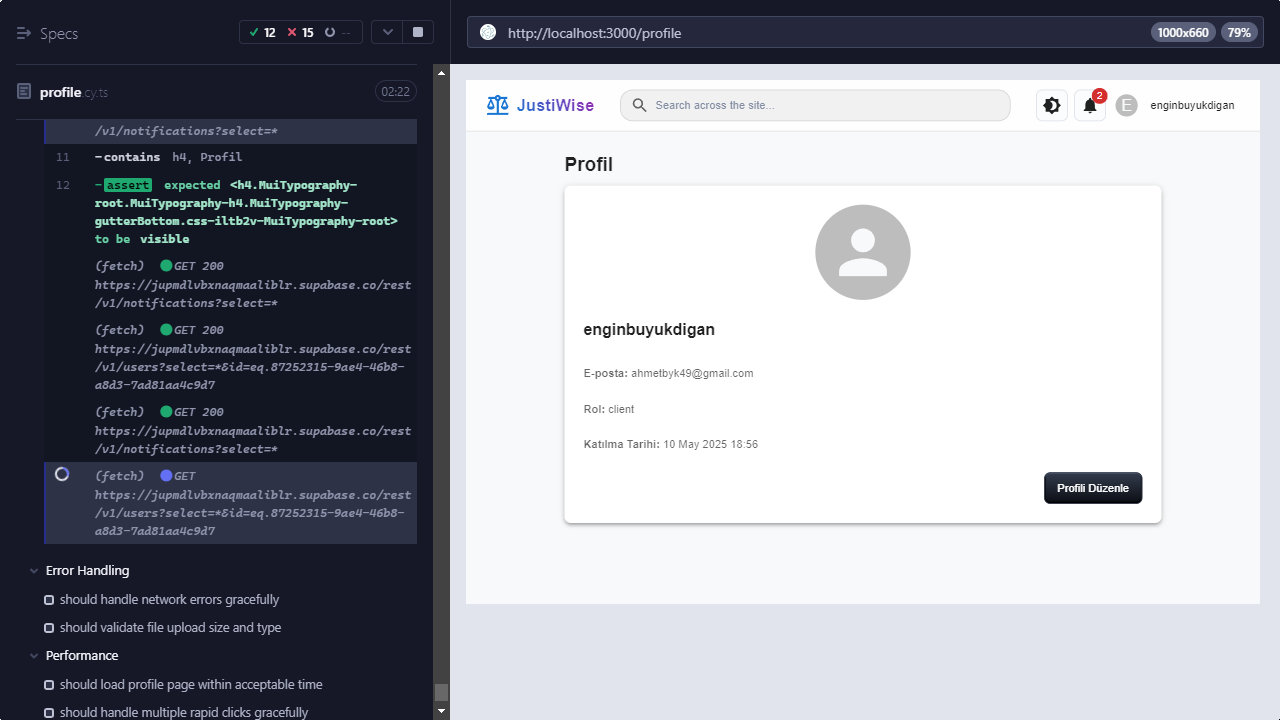 Specs
12
15
--
http://localhost:3000/profile
1000x660
79%
profile.cy.ts
02:22
/v1/notifications?select=*
11 -contains h4, Profil
12 -assert expected <h4.MuiTypography-
root.MuiTypography-h4.MuiTypography-
gutterBottom.css-iltb2v-MuiTypography-root>
to be visible
(fetch) GET 200
https://jupmdlvbxnaqmaaliblr.supabase.co/rest
/v1/notifications?select=*
(fetch) GET 200
https://jupmdlvbxnaqmaaliblr.supabase.co/rest
/v1/users?select=*&id=eq.87252315-9ae4-46b8-
a8d3-7ad81aa4c9d7
(fetch) GET 200
https://jupmdlvbxnaqmaaliblr.supabase.co/rest
/v1/notifications?select=*
(fetch) GET
https://jupmdlvbxnaqmaaliblr.supabase.co/rest
/v1/users?select=*&id=eq.87252315-9ae4-46b8-
a8d3-7ad81aa4c9d7
Error Handling
should handle network errors gracefully
should validate file upload size and type
Performance
should load profile page within acceptable time
should handle multiple rapid clicks gracefully
JustiWise
Search across the site...
2
E
enginbuyukdigan
Profil
enginbuyukdigan
E-posta: ahmetbyk49@gmail.com
Rol: client
Katılma Tarihi: 10 May 2025 18:56
Profili Düzenle